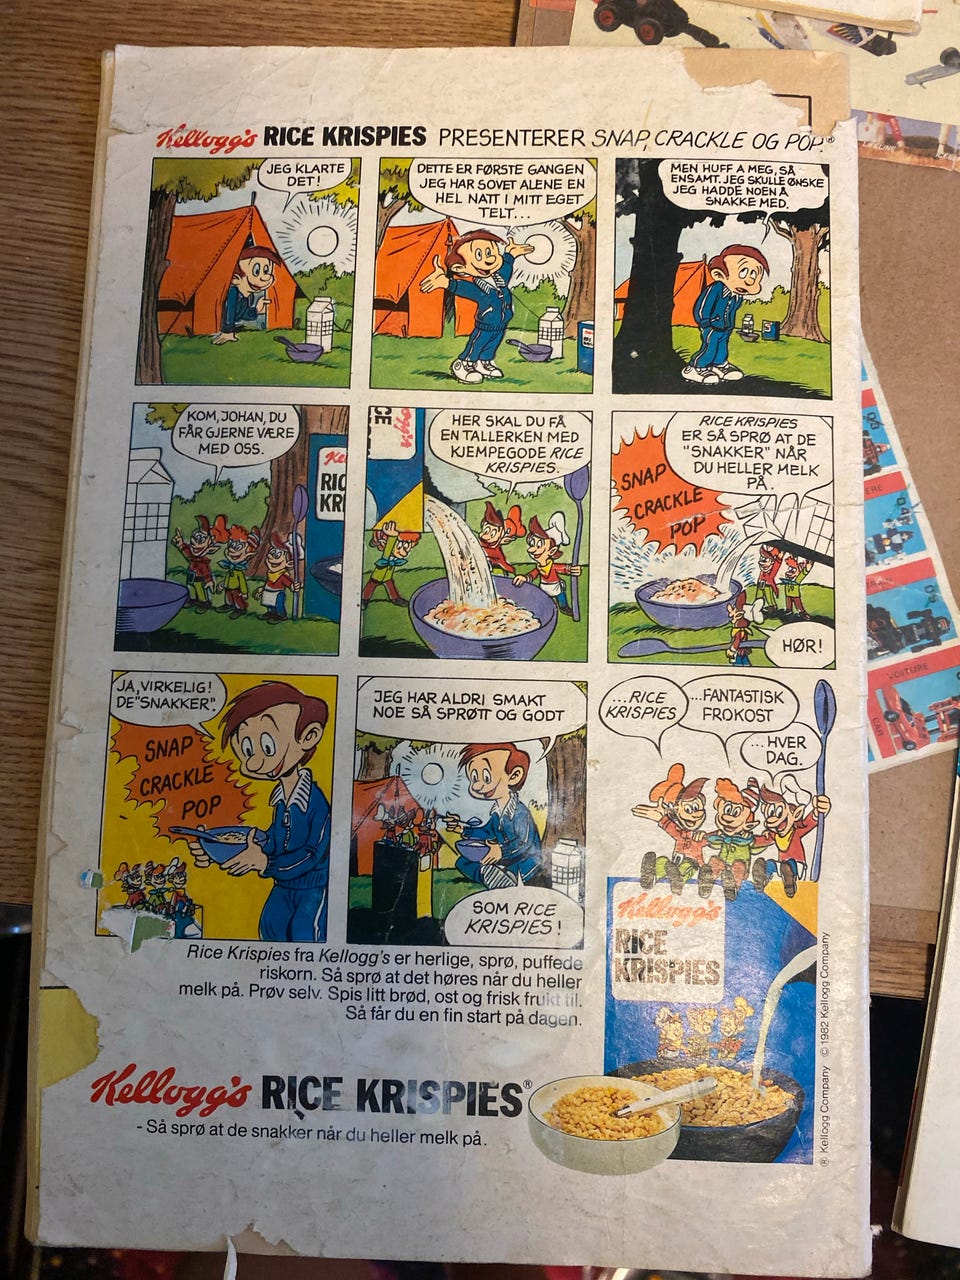 Kellogg's RICE KRISPIES PRESENTERER SNAP, CRACKLE OG POP.®
JEG KLARTE
DET!
DETTE ER FØRSTE GANGEN
JEG HAR SOVET ALENE EN
HEL NATT I MITT EGET
TELT...
MEN HUFF A MEG, SÅ
ENSAMT. JEG SKULLE ØNSKE
JEG HADDE NOEN Å
SNAKKE MED.
KOM, JOHAN, DU
FÅR GJERNE VÆRE
MED OSS.
Ke
RIC
KR
HER SKAL DU FÅ
EN TALLERKEN MED
KJEMPEGODE RICE
KRISPIES.
RICE KRISPIES
ER SÅ SPRØ AT DE
"SNAKKER" NÅR
DU HELLER MELK
PÅ.
SNAP
CRACKLE
POP
HØR!
JA, VIRKELIG!
DE "SNAKKER".
SNAP
CRACKLE
POP
JEG HAR ALDRI SMAKT
NOE SÅ SPRØTT OG GODT
SOM RICE
KRISPIES!
...RICE
KRISPIES
...FANTASTISK
FROKOST
...HVER
DAG.
Kellogg's
RICE
KRISPIES
Rice Krispies fra Kellogg's er herlige, sprø, puffede
riskorn. Så sprø at det høres når du heller
melk på. Prøv selv. Spis litt brød, ost og frisk frukt til.
Så får du en fin start på dagen.
Kellogg's RICE KRISPIES®
- Så sprø at de snakker når du heller melk på.
® Kellogg Company © 1982 Kellogg Company
VOITURE
CAR